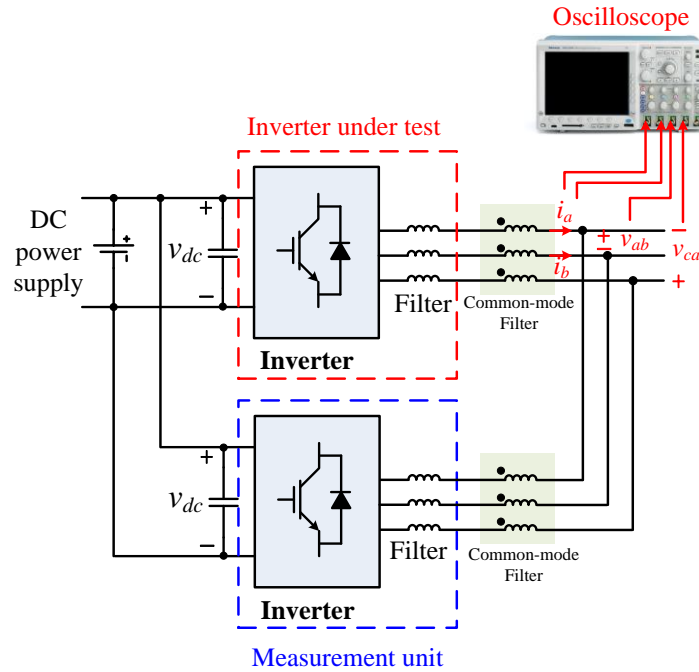 Oscilloscope
Inverter under test
DC
power
supply
+
−
+
v_dc
−
Inverter
Filter
Common-mode
Filter
i_a
i_b
+
−
v_ab
−
v_ca
+
+
v_dc
−
Inverter
Filter
Common-mode
Filter
Measurement unit